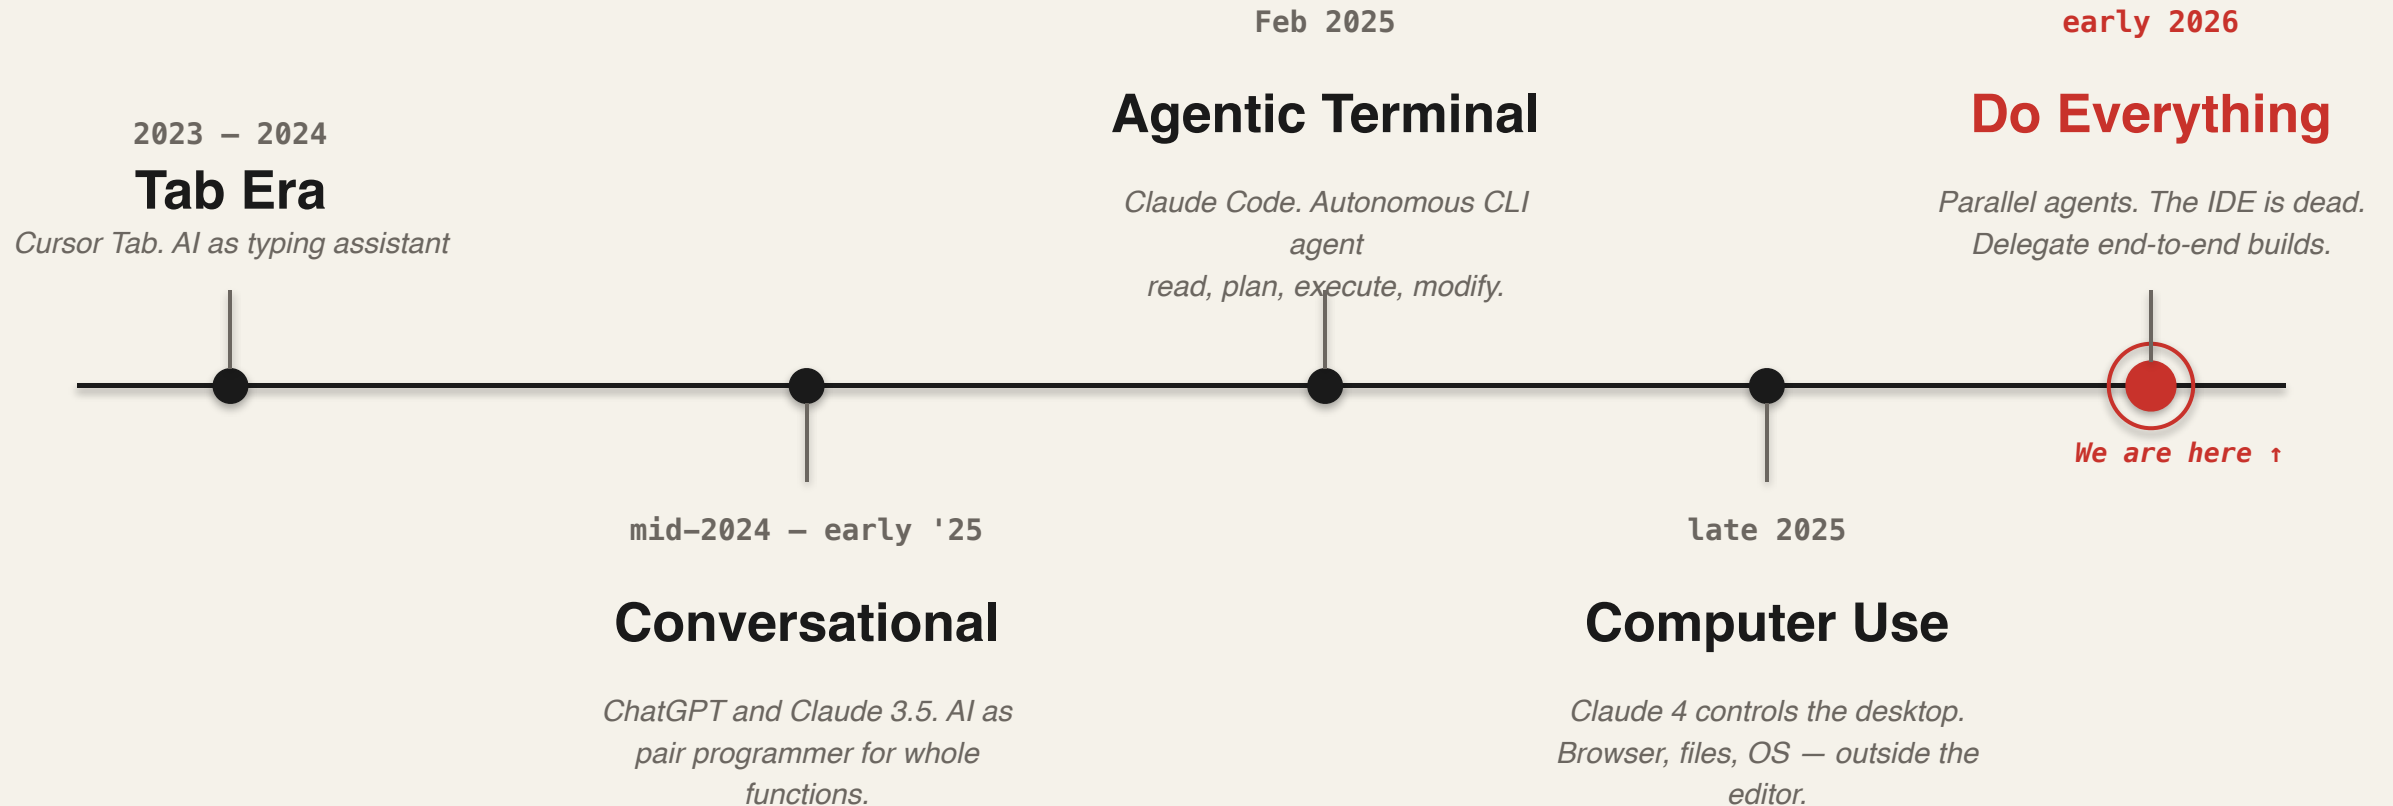 2023 — 2024
Tab Era
Cursor Tab. AI as typing assistant
mid-2024 — early '25
Conversational
ChatGPT and Claude 3.5. AI as
pair programmer for whole
functions.
Feb 2025
Agentic Terminal
Claude Code. Autonomous CLI
agent
read, plan, execute, modify.
late 2025
Computer Use
Claude 4 controls the desktop.
Browser, files, OS — outside the
editor.
early 2026
Do Everything
Parallel agents. The IDE is dead.
Delegate end-to-end builds.
We are here ↑